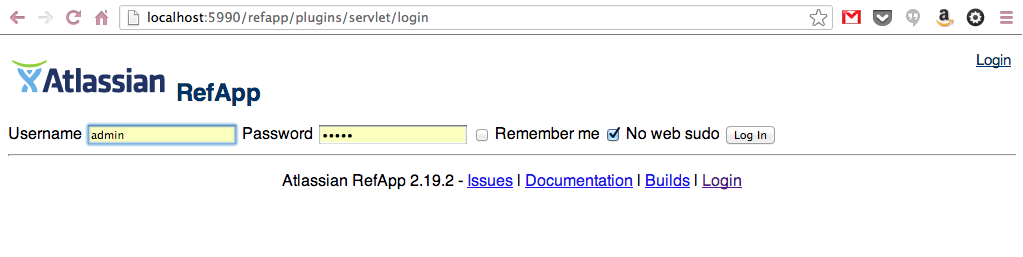 localhost:5990/refapp/plugins/servlet/login
Login
Atlassian RefApp
Username admin Password ••••• Remember me No web sudo Log In
Atlassian RefApp 2.19.2 - Issues | Documentation | Builds | Login